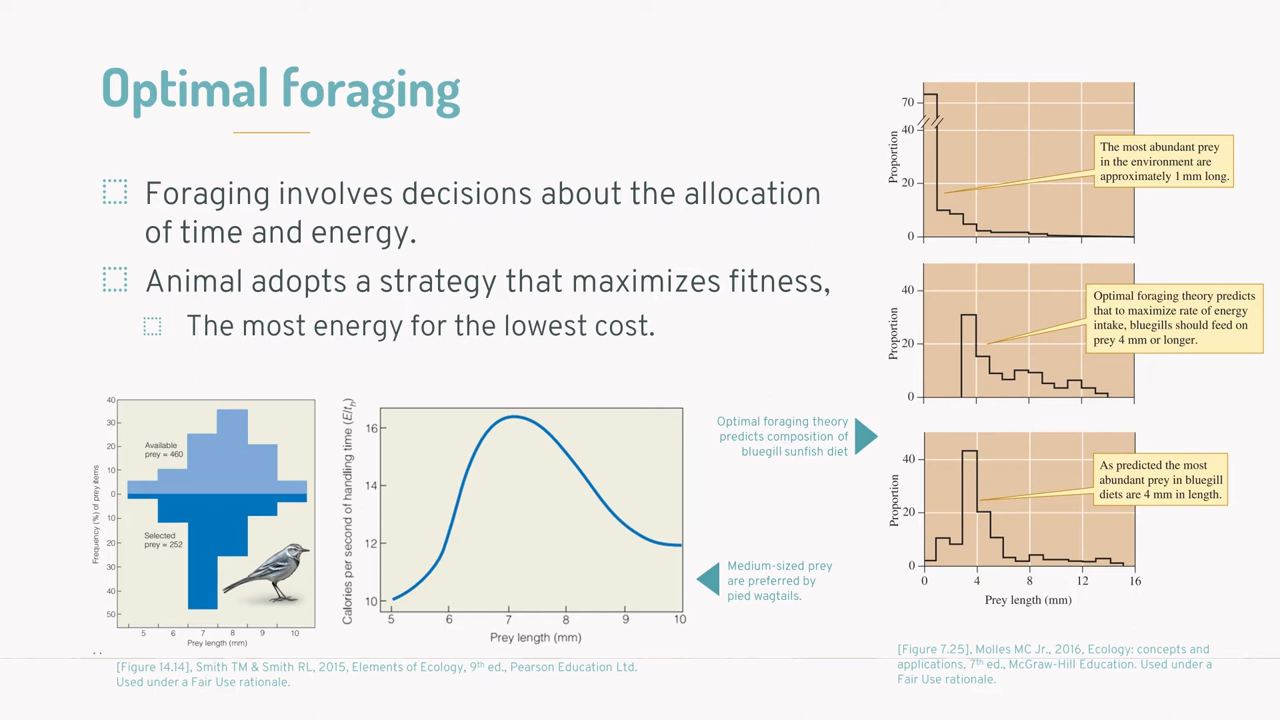 Optimal foraging
Foraging involves decisions about the allocation
of time and energy.
Animal adopts a strategy that maximizes fitness,
The most energy for the lowest cost.
40
30
20
10
0
10
20
30
40
50
Frequency (%) of prey items
Available
prey = 460
Selected
prey = 252
5 6 7 8 9 10
Prey length (mm)
Calories per second of handling time (E/th)
16
14
12
10
5 6 7 8 9 10
Prey length (mm)
Optimal foraging theory
predicts composition of
bluegill sunfish diet
Medium-sized prey
are preferred by
pied wagtails.
[Figure 14.14], Smith TM & Smith RL, 2015, Elements of Ecology, 9th ed., Pearson Education Ltd.
Used under a Fair Use rationale.
70
40
20
0
Proportion
The most abundant prey
in the environment are
approximately 1 mm long.
40
20
0
Proportion
Optimal foraging theory predicts
that to maximize rate of energy
intake, bluegills should feed on
prey 4 mm or longer.
40
20
0
Proportion
As predicted the most
abundant prey in bluegill
diets are 4 mm in length.
0 4 8 12 16
Prey length (mm)
[Figure 7.25], Molles MC Jr., 2016, Ecology: concepts and
applications, 7th ed., McGraw-Hill Education. Used under a
Fair Use rationale.